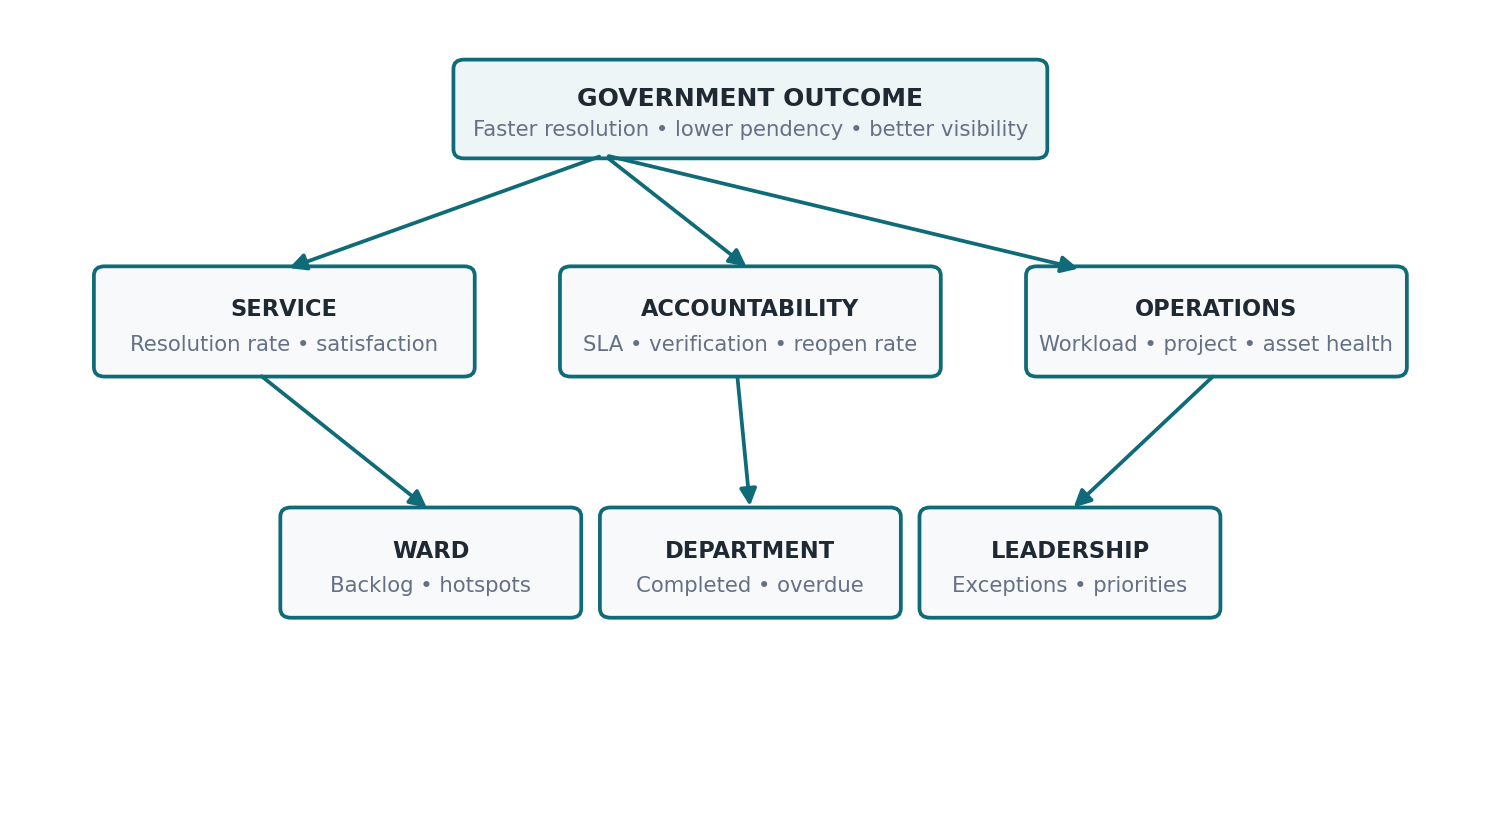 GOVERNMENT OUTCOME
Faster resolution • lower pendency • better visibility
SERVICE
Resolution rate • satisfaction
ACCOUNTABILITY
SLA • verification • reopen rate
OPERATIONS
Workload • project • asset health
WARD
Backlog • hotspots
DEPARTMENT
Completed • overdue
LEADERSHIP
Exceptions • priorities